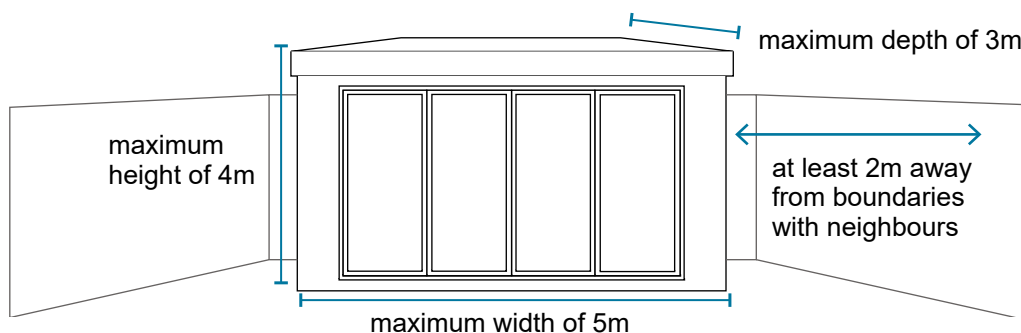 maximum depth of 3m
maximum
height of 4m
at least 2m away
from boundaries
with neighbours
maximum width of 5m